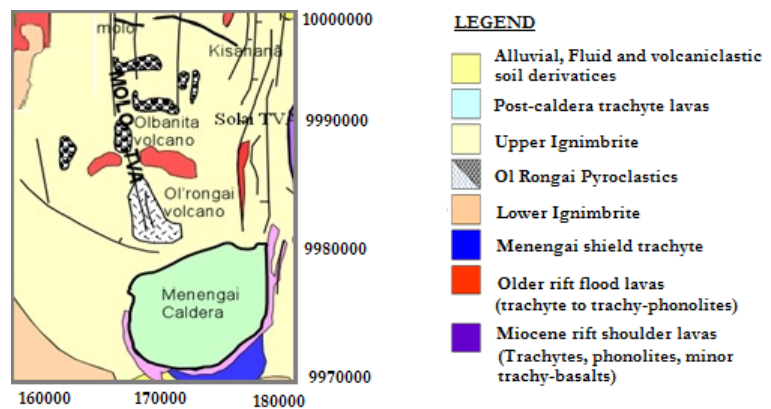 molo
Kisanana
MOLO TVA
Olbanita
volcano
Solai TVA
Ol'rongai
volcano
Menengai
Caldera
10000000
9990000
9980000
9970000
160000
170000
180000
LEGEND
Alluvial, Fluid and volcaniclastic
soil derivatices
Post-caldera trachyte lavas
Upper Ignimbrite
Ol Rongai Pyroclastics
Lower Ignimbrite
Menengai shield trachyte
Older rift flood lavas
(trachyte to trachy-phonolites)
Miocene rift shoulder lavas
(Trachytes, phonolites, minor
trachy-basalts)